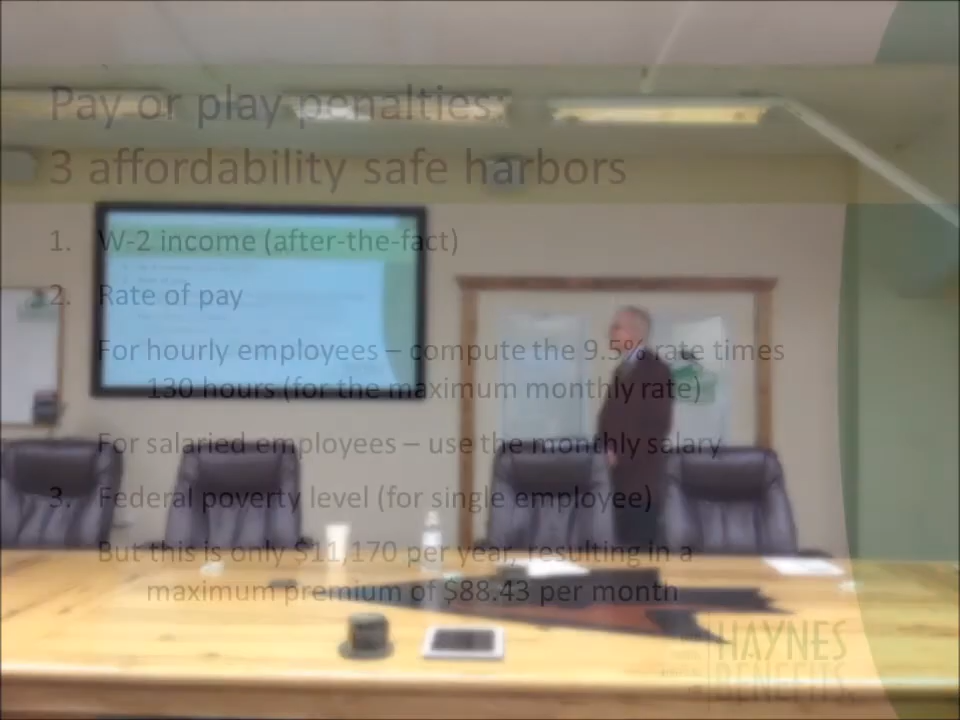 Pay or play penalties:
3 affordability safe harbors
1. W-2 income (after-the-fact)
2. Rate of pay
For hourly employees – compute the 9.5% rate times
130 hours (for the maximum monthly rate)
For salaried employees – use the monthly salary
3. Federal poverty level (for single employee)
But this is only $11,170 per year, resulting in a
maximum premium of $88.43 per month
HAYNES
BENEFITS